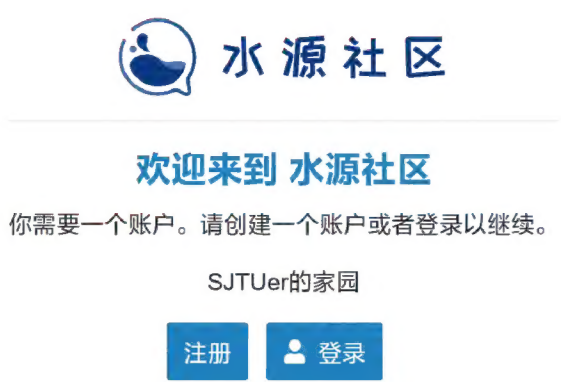 水源社区
欢迎来到 水源社区
你需要一个账户。请创建一个账户或者登录以继续。
SJTUer的家园
注册
登录